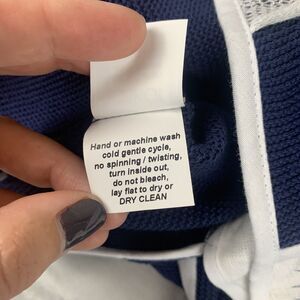 Hand or machine wash
cold gentle cycle,
no spinning / twisting,
turn inside out,
do not bleach,
lay flat to dry or
DRY CLEAN